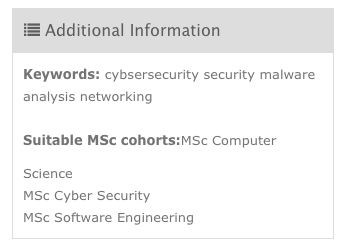 Additional Information
Keywords: cybsersecurity security malware
analysis networking
Suitable MSc cohorts:MSc Computer
Science
MSc Cyber Security
MSc Software Engineering